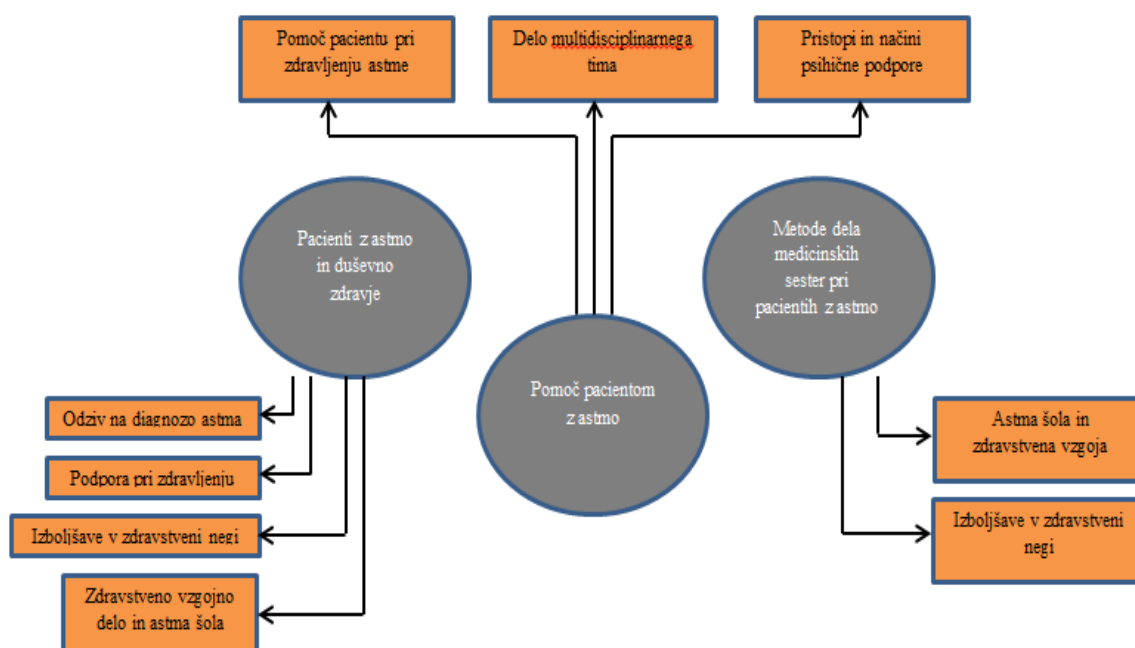 Pomoč pacientu pri
zdravljenju astme
Delo multidisciplinarnega
tima
Pristopi in načini
psihične podpore
Pacienti z astmo
in duševno
zdravje
Metode dela
medicinskih
sester pri
pacientih z astmo
Pomoč pacientom
z astmo
Odziv na diagnozo astma
Podpora pri zdravljenju
Izboljšave v zdravstveni negi
Zdravstveno vzgojno
delo in astma šola
Astma šola in
zdravstvena vzgoja
Izboljšave v zdravstveni
negi